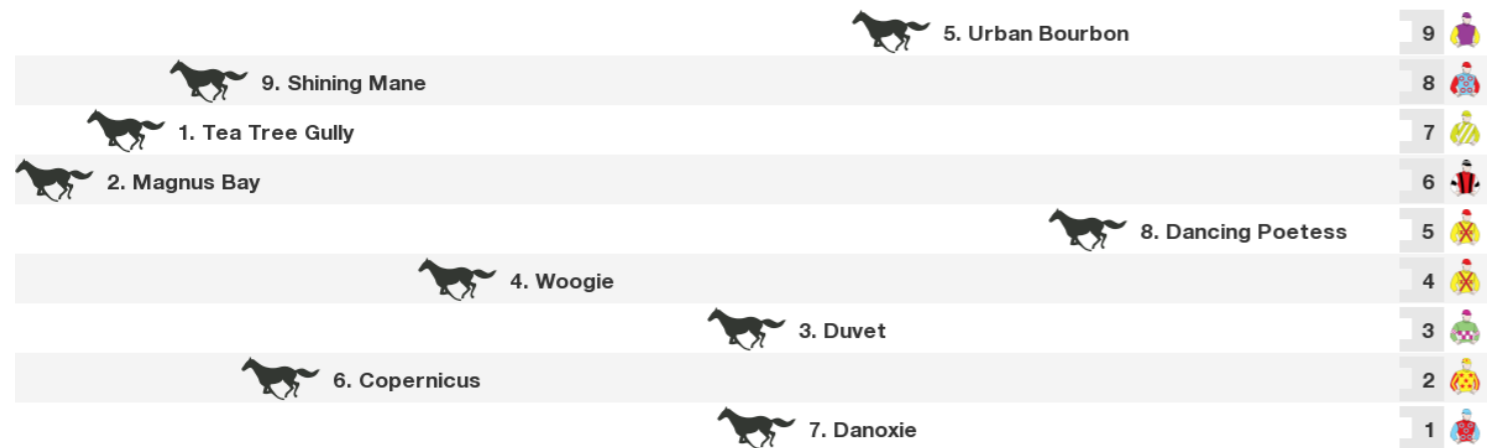 5. Urban Bourbon 9
9. Shining Mane 8
1. Tea Tree Gully 7
2. Magnus Bay 6
8. Dancing Poetess 5
4. Woogie 4
3. Duvet 3
6. Copernicus 2
7. Danoxie 1